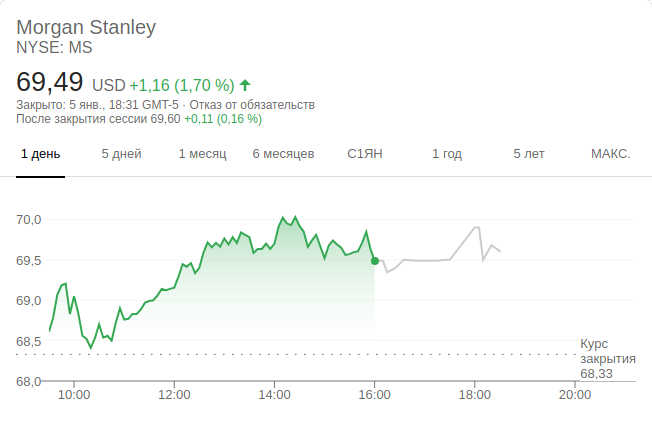 Morgan Stanley
NYSE: MS
69,49 USD +1,16 (1,70 %)
Закрыто: 5 янв., 18:31 GMT-5 · Отказ от обязательств
После закрытия сессии 69,60 +0,11 (0,16 %)
1 день 5 дней 1 месяц 6 месяцев С1ЯН 1 год 5 лет МАКС.
70,0
69,5
69,0
68,5
68,0
Курс
закрытия
68,33
10:00 12:00 14:00 16:00 18:00 20:00